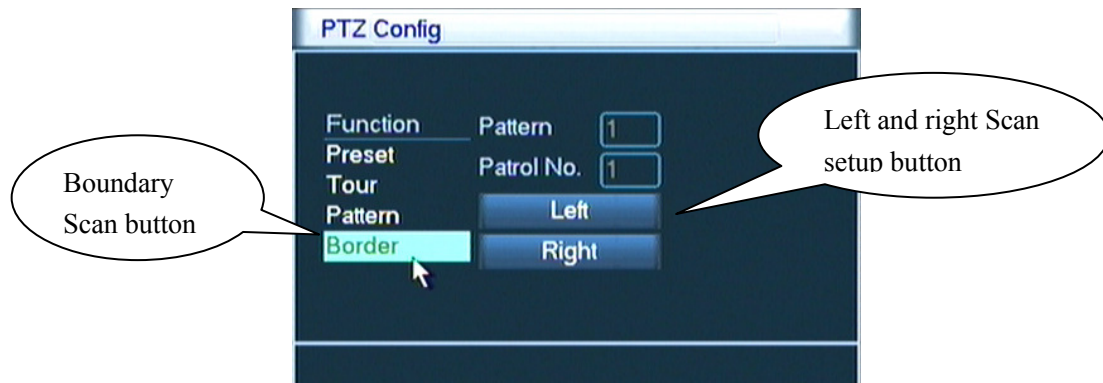 PTZ Config
Function
Preset
Tour
Pattern
Border
Pattern 1
Patrol No. 1
Left
Right
Boundary
Scan button
Left and right Scan
setup button